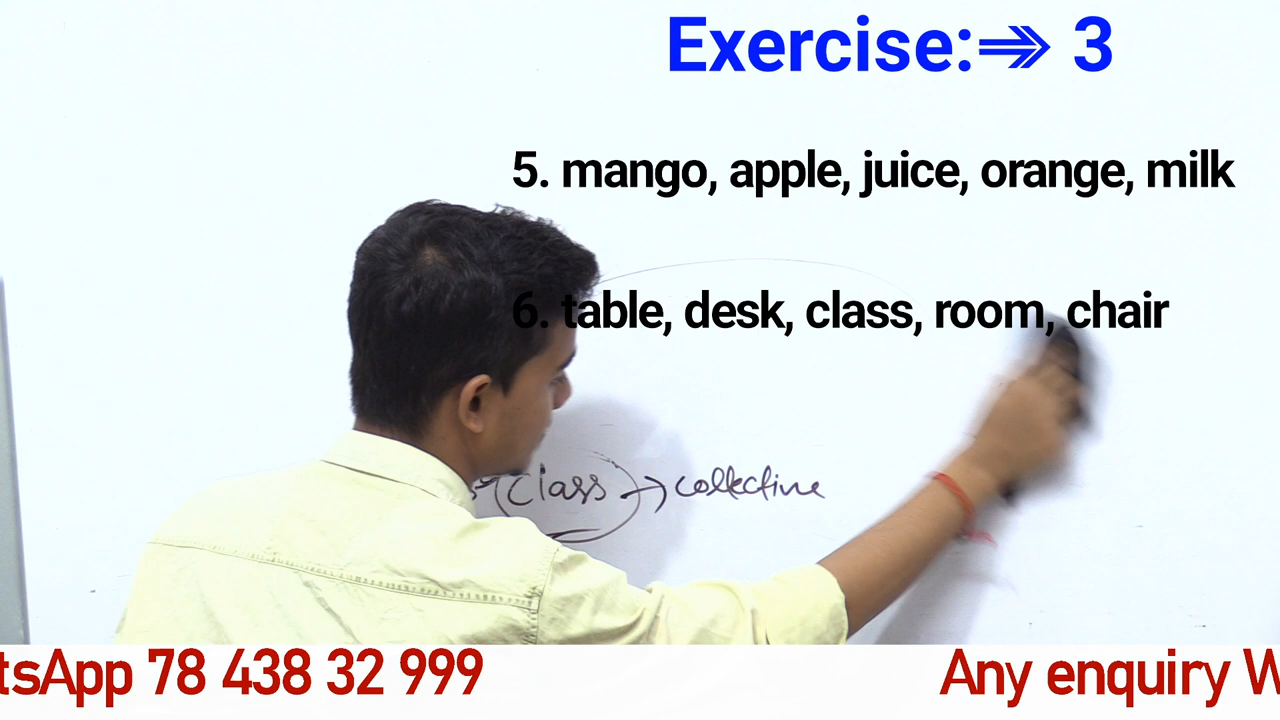 Exercise:⇛ 3
5. mango, apple, juice, orange, milk
6. table, desk, class, room, chair
class → collective
tsApp 78 438 32 999 Any enquiry W